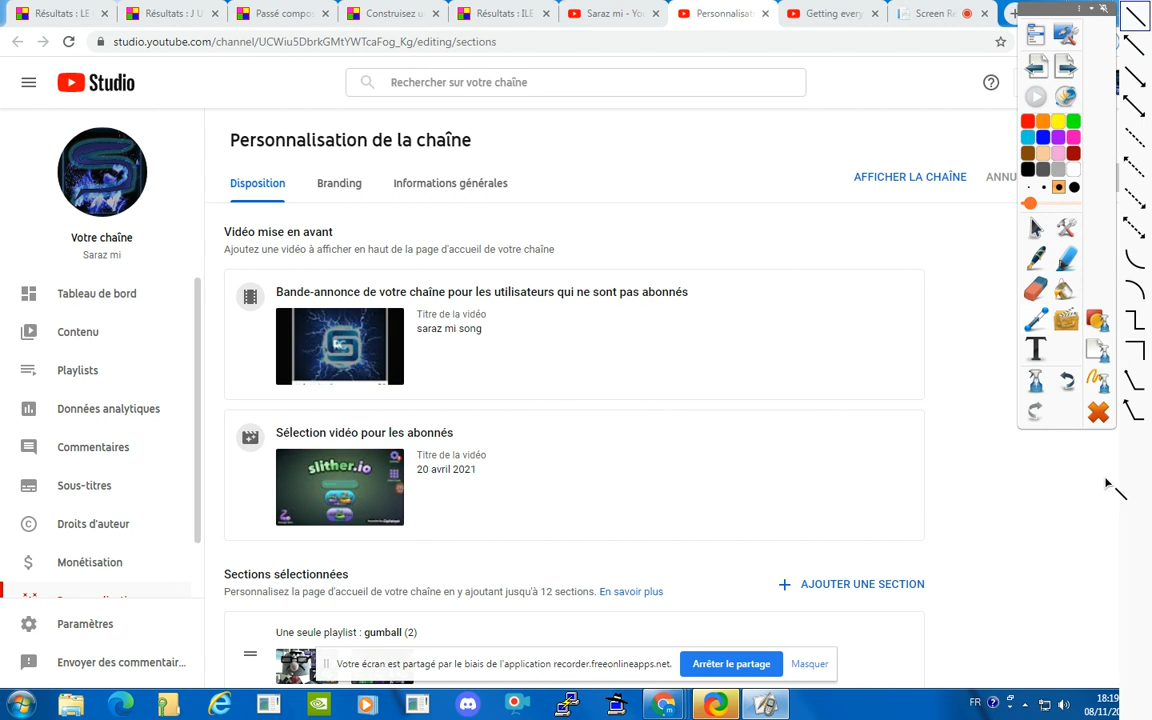 Résultats : LE
Résultats : J U
Passé compo
Construisez u
Résultats : ILE
Saraz mi - Yo
Personnalisat
Getting every
Screen Re
studio.youtube.com/channel/UCWiu5DbrkGMtYWTcaFog_Kg/editing/sections
Studio
Rechercher sur votre chaîne
Personnalisation de la chaîne
Disposition
Branding
Informations générales
AFFICHER LA CHAÎNE
ANNU
Votre chaîne
Saraz mi
Tableau de bord
Contenu
Playlists
Données analytiques
Commentaires
Sous-titres
Droits d'auteur
Monétisation
Paramètres
Envoyer des commentair...
Vidéo mise en avant
Ajoutez une vidéo à afficher en haut de la page d'accueil de votre chaîne
Bande-annonce de votre chaîne pour les utilisateurs qui ne sont pas abonnés
Titre de la vidéo
saraz mi song
Sélection vidéo pour les abonnés
slither.io
Titre de la vidéo
20 avril 2021
Sections sélectionnées
Personnalisez la page d'accueil de votre chaîne en y ajoutant jusqu'à 12 sections. En savoir plus
AJOUTER UNE SECTION
Une seule playlist : gumball (2)
Votre écran est partagé par le biais de l'application recorder.freeonlineapps.net.
Arrêter le partage
Masquer
FR
18:19
08/11/20